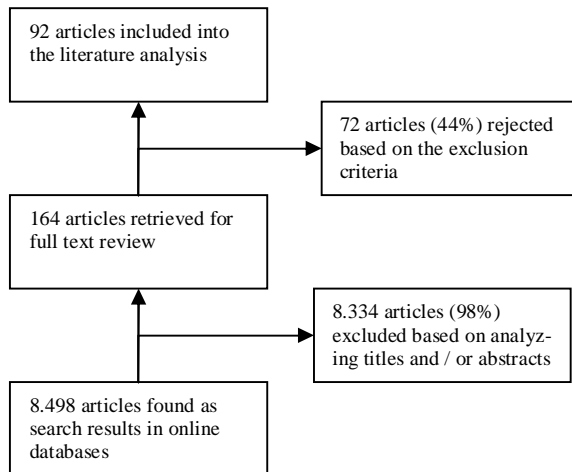 92 articles included into
the literature analysis
72 articles (44%) rejected
based on the exclusion
criteria
164 articles retrieved for
full text review
8.334 articles (98%)
excluded based on analyz-
ing titles and / or abstracts
8.498 articles found as
search results in online
databases